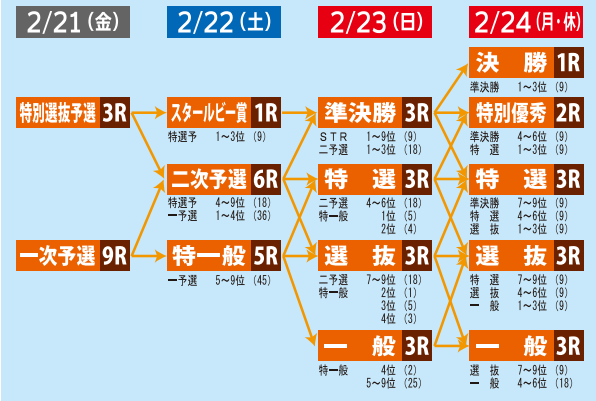 2/21(金)
特別選抜予選 3R
一次予選 9R
2/22(土)
スタールビー賞 1R
特選予 1〜3位 (9)
二次予選 6R
特選予 4〜9位 (18)
一予選 1〜4位 (36)
特一般 5R
一予選 5〜9位 (45)
2/23(日)
準決勝 3R
STR 1〜9位 (9)
二予選 1〜3位 (18)
特 選 3R
二予選 4〜6位 (18)
特一般 1位 (5)
2位 (4)
選 抜 3R
二予選 7〜9位 (18)
特一般 2位 (1)
3位 (5)
4位 (3)
一 般 3R
特一般 4位 (2)
5〜9位 (25)
2/24(月・休)
決 勝 1R
準決勝 1〜3位 (9)
特別優秀 2R
準決勝 4〜6位 (9)
特 選 1〜3位 (9)
特 選 3R
準決勝 7〜9位 (9)
特 選 4〜6位 (9)
選 抜 1〜3位 (9)
選 抜 3R
特 選 7〜9位 (9)
選 抜 4〜6位 (9)
一 般 1〜3位 (9)
一 般 3R
選 抜 7〜9位 (9)
一 般 4〜6位 (18)